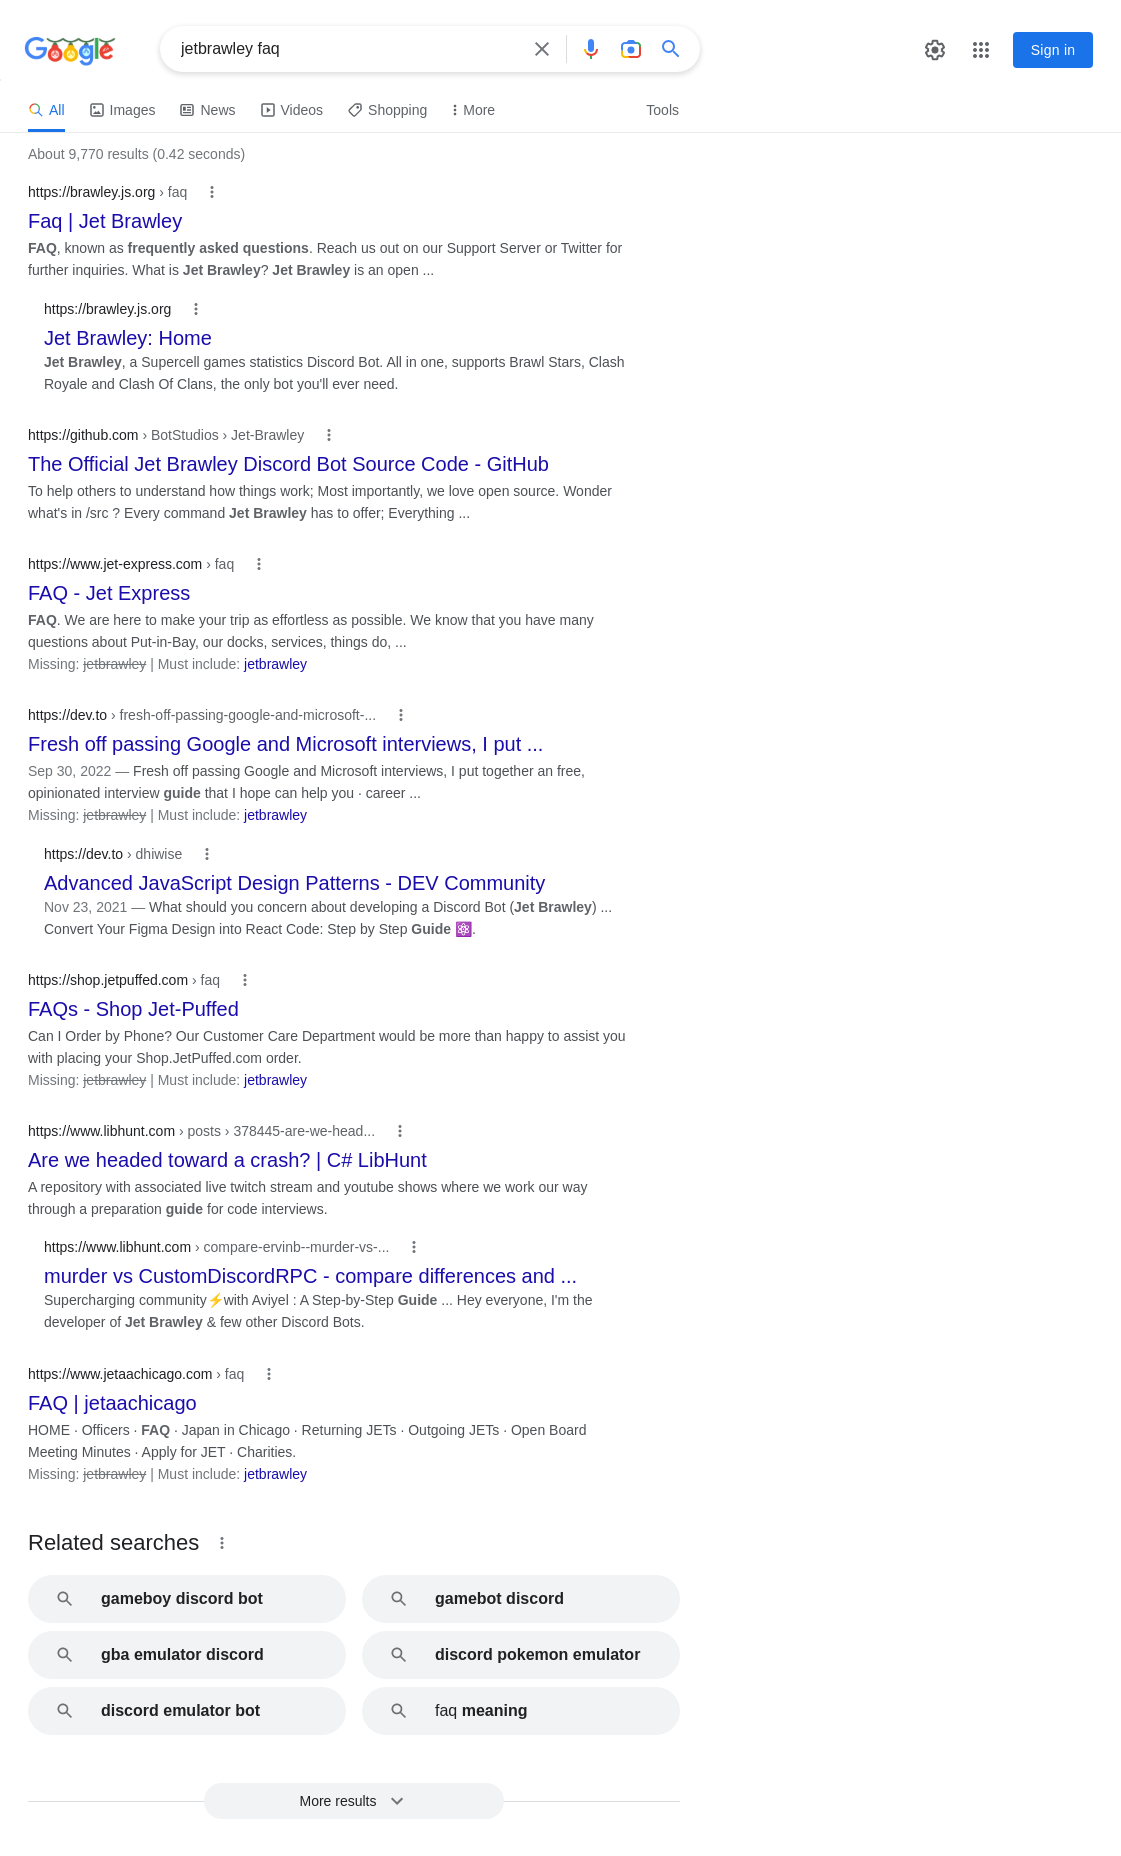 Google
jetbrawley faq
Sign in
All Images News Videos Shopping More Tools
About 9,770 results (0.42 seconds)
https://brawley.js.org › faq
Faq | Jet Brawley
FAQ, known as frequently asked questions. Reach us out on our Support Server or Twitter for
further inquiries. What is Jet Brawley? Jet Brawley is an open ...
https://brawley.js.org
Jet Brawley: Home
Jet Brawley, a Supercell games statistics Discord Bot. All in one, supports Brawl Stars, Clash
Royale and Clash Of Clans, the only bot you'll ever need.
https://github.com › BotStudios › Jet-Brawley
The Official Jet Brawley Discord Bot Source Code - GitHub
To help others to understand how things work; Most importantly, we love open source. Wonder
what's in /src ? Every command Jet Brawley has to offer; Everything ...
https://www.jet-express.com › faq
FAQ - Jet Express
FAQ. We are here to make your trip as effortless as possible. We know that you have many
questions about Put-in-Bay, our docks, services, things do, ...
Missing: jetbrawley | Must include: jetbrawley
https://dev.to › fresh-off-passing-google-and-microsoft-...
Fresh off passing Google and Microsoft interviews, I put ...
Sep 30, 2022 — Fresh off passing Google and Microsoft interviews, I put together an free,
opinionated interview guide that I hope can help you · career ...
Missing: jetbrawley | Must include: jetbrawley
https://dev.to › dhiwise
Advanced JavaScript Design Patterns - DEV Community
Nov 23, 2021 — What should you concern about developing a Discord Bot (Jet Brawley) ...
Convert Your Figma Design into React Code: Step by Step Guide ⚛️.
https://shop.jetpuffed.com › faq
FAQs - Shop Jet-Puffed
Can I Order by Phone? Our Customer Care Department would be more than happy to assist you
with placing your Shop.JetPuffed.com order.
Missing: jetbrawley | Must include: jetbrawley
https://www.libhunt.com › posts › 378445-are-we-head...
Are we headed toward a crash? | C# LibHunt
A repository with associated live twitch stream and youtube shows where we work our way
through a preparation guide for code interviews.
https://www.libhunt.com › compare-ervinb--murder-vs-...
murder vs CustomDiscordRPC - compare differences and ...
Supercharging community⚡with Aviyel : A Step-by-Step Guide ... Hey everyone, I'm the
developer of Jet Brawley & few other Discord Bots.
https://www.jetaachicago.com › faq
FAQ | jetaachicago
HOME · Officers · FAQ · Japan in Chicago · Returning JETs · Outgoing JETs · Open Board
Meeting Minutes · Apply for JET · Charities.
Missing: jetbrawley | Must include: jetbrawley
Related searches
gameboy discord bot
gamebot discord
gba emulator discord
discord pokemon emulator
discord emulator bot
faq meaning
More results